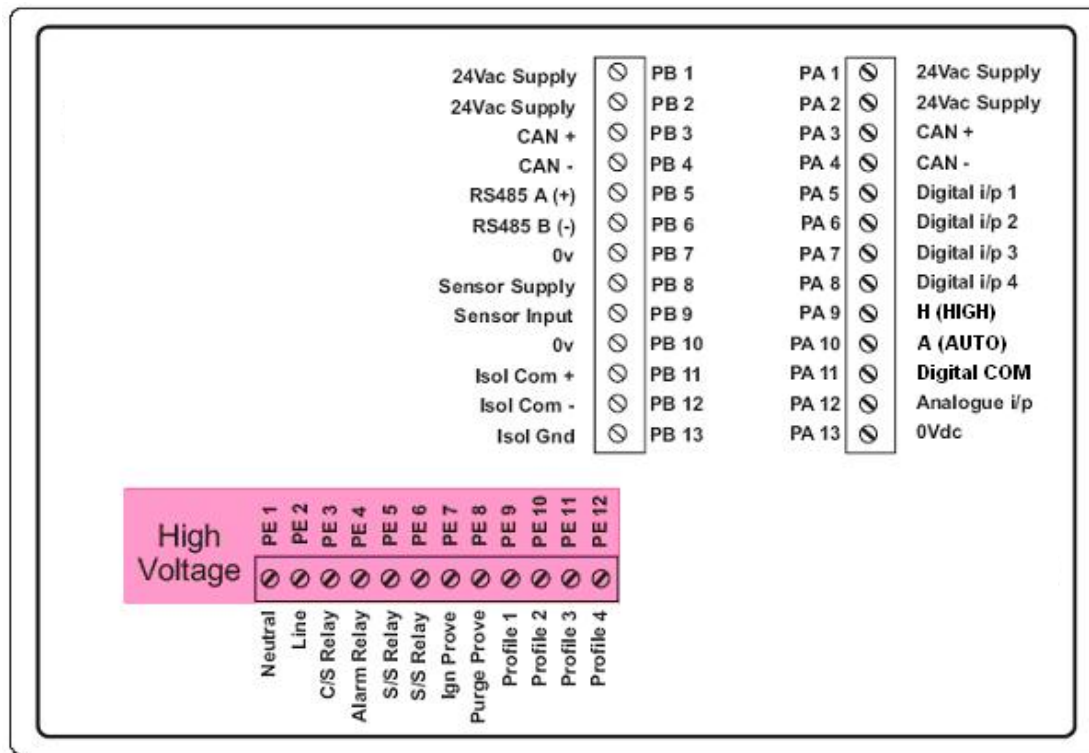 24Vac Supply PB 1 PA 1 24Vac Supply
24Vac Supply PB 2 PA 2 24Vac Supply
CAN + PB 3 PA 3 CAN +
CAN - PB 4 PA 4 CAN -
RS485 A (+) PB 5 PA 5 Digital i/p 1
RS485 B (-) PB 6 PA 6 Digital i/p 2
0v PB 7 PA 7 Digital i/p 3
Sensor Supply PB 8 PA 8 Digital i/p 4
Sensor Input PB 9 PA 9 H (HIGH)
0v PB 10 PA 10 A (AUTO)
Isol Com + PB 11 PA 11 Digital COM
Isol Com - PB 12 PA 12 Analogue i/p
Isol Gnd PB 13 PA 13 0Vdc
High
Voltage
PE 1
PE 2
PE 3
PE 4
PE 5
PE 6
PE 7
PE 8
PE 9
PE 10
PE 11
PE 12
Neutral
Line
C/S Relay
Alarm Relay
S/S Relay
S/S Relay
Ign Prove
Purge Prove
Profile 1
Profile 2
Profile 3
Profile 4